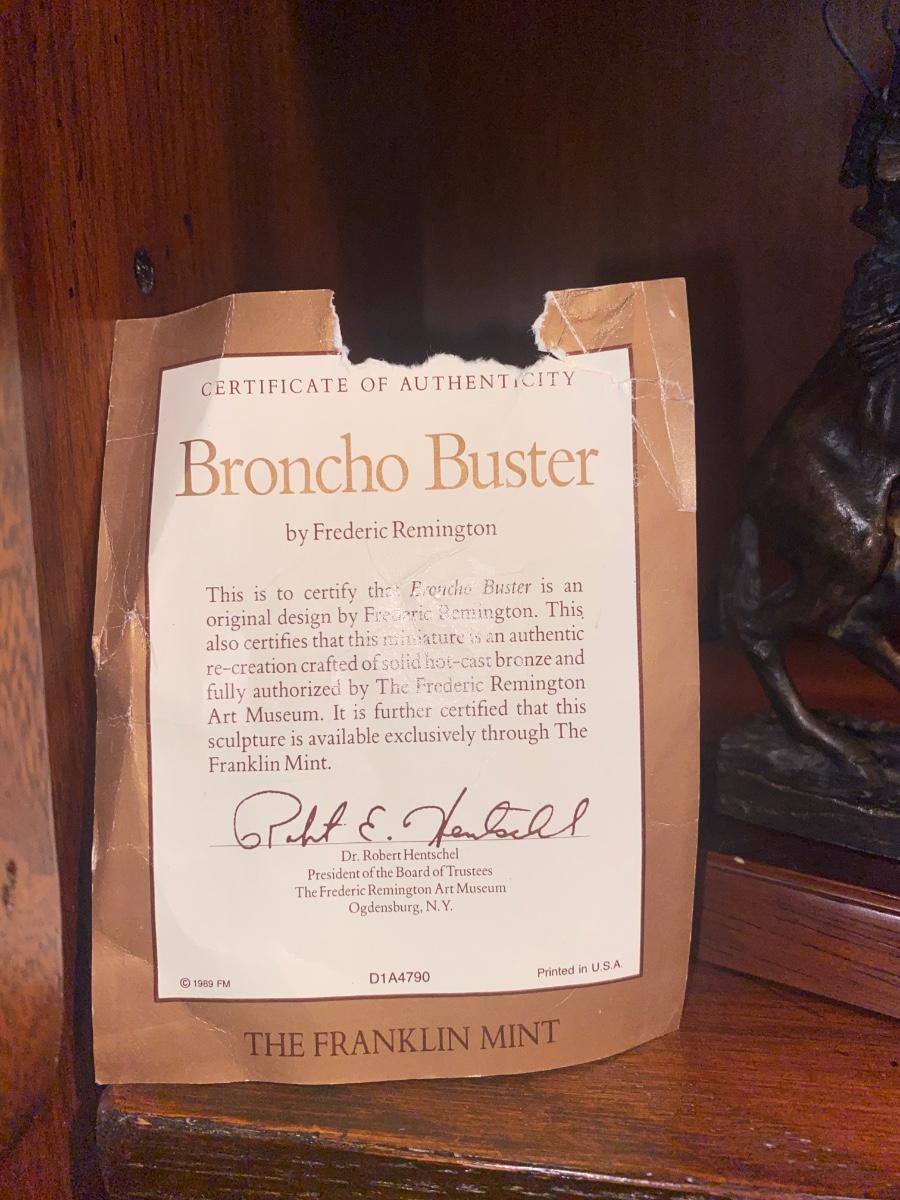 CERTIFICATE OF AUTHENTICITY
Broncho Buster
by Frederic Remington
This is to certify that Broncho Buster is an
original design by Frederic Remington. This
also certifies that this miniature is an authentic
re-creation crafted of solid hot-cast bronze and
fully authorized by The Frederic Remington
Art Museum. It is further certified that this
sculpture is available exclusively through The
Franklin Mint.
Robert E. Hentschel
Dr. Robert Hentschel
President of the Board of Trustees
The Frederic Remington Art Museum
Ogdensburg, N.Y.
© 1989 FM D1A4790 Printed in U.S.A.
THE FRANKLIN MINT